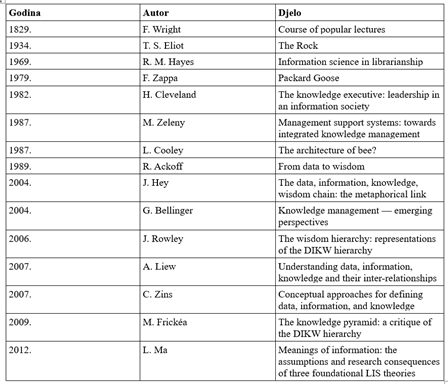 Godina Autor Djelo
1829. F. Wright Course of popular lectures
1934. T. S. Eliot The Rock
1969. R. M. Hayes Information science in librarianship
1979. F. Zappa Packard Goose
1982. H. Cleveland The knowledge executive: leadership in
an information society
1987. M. Zeleny Management support systems: towards
integrated knowledge management
1987. L. Cooley The architecture of bee?
1989. R. Ackoff From data to wisdom
2004. J. Hey The data, information, knowledge,
wisdom chain: the metaphorical link
2004. G. Bellinger Knowledge management — emerging
perspectives
2006. J. Rowley The wisdom hierarchy: representations
of the DIKW hierarchy
2007. A. Liew Understanding data, information,
knowledge and their inter-relationships
2007. C. Zins Conceptual approaches for defining
data, information, and knowledge
2009. M. Frickéa The knowledge pyramid: a critique of
the DIKW hierarchy
2012. L. Ma Meanings of information: the
assumptions and research consequences
of three foundational LIS theories